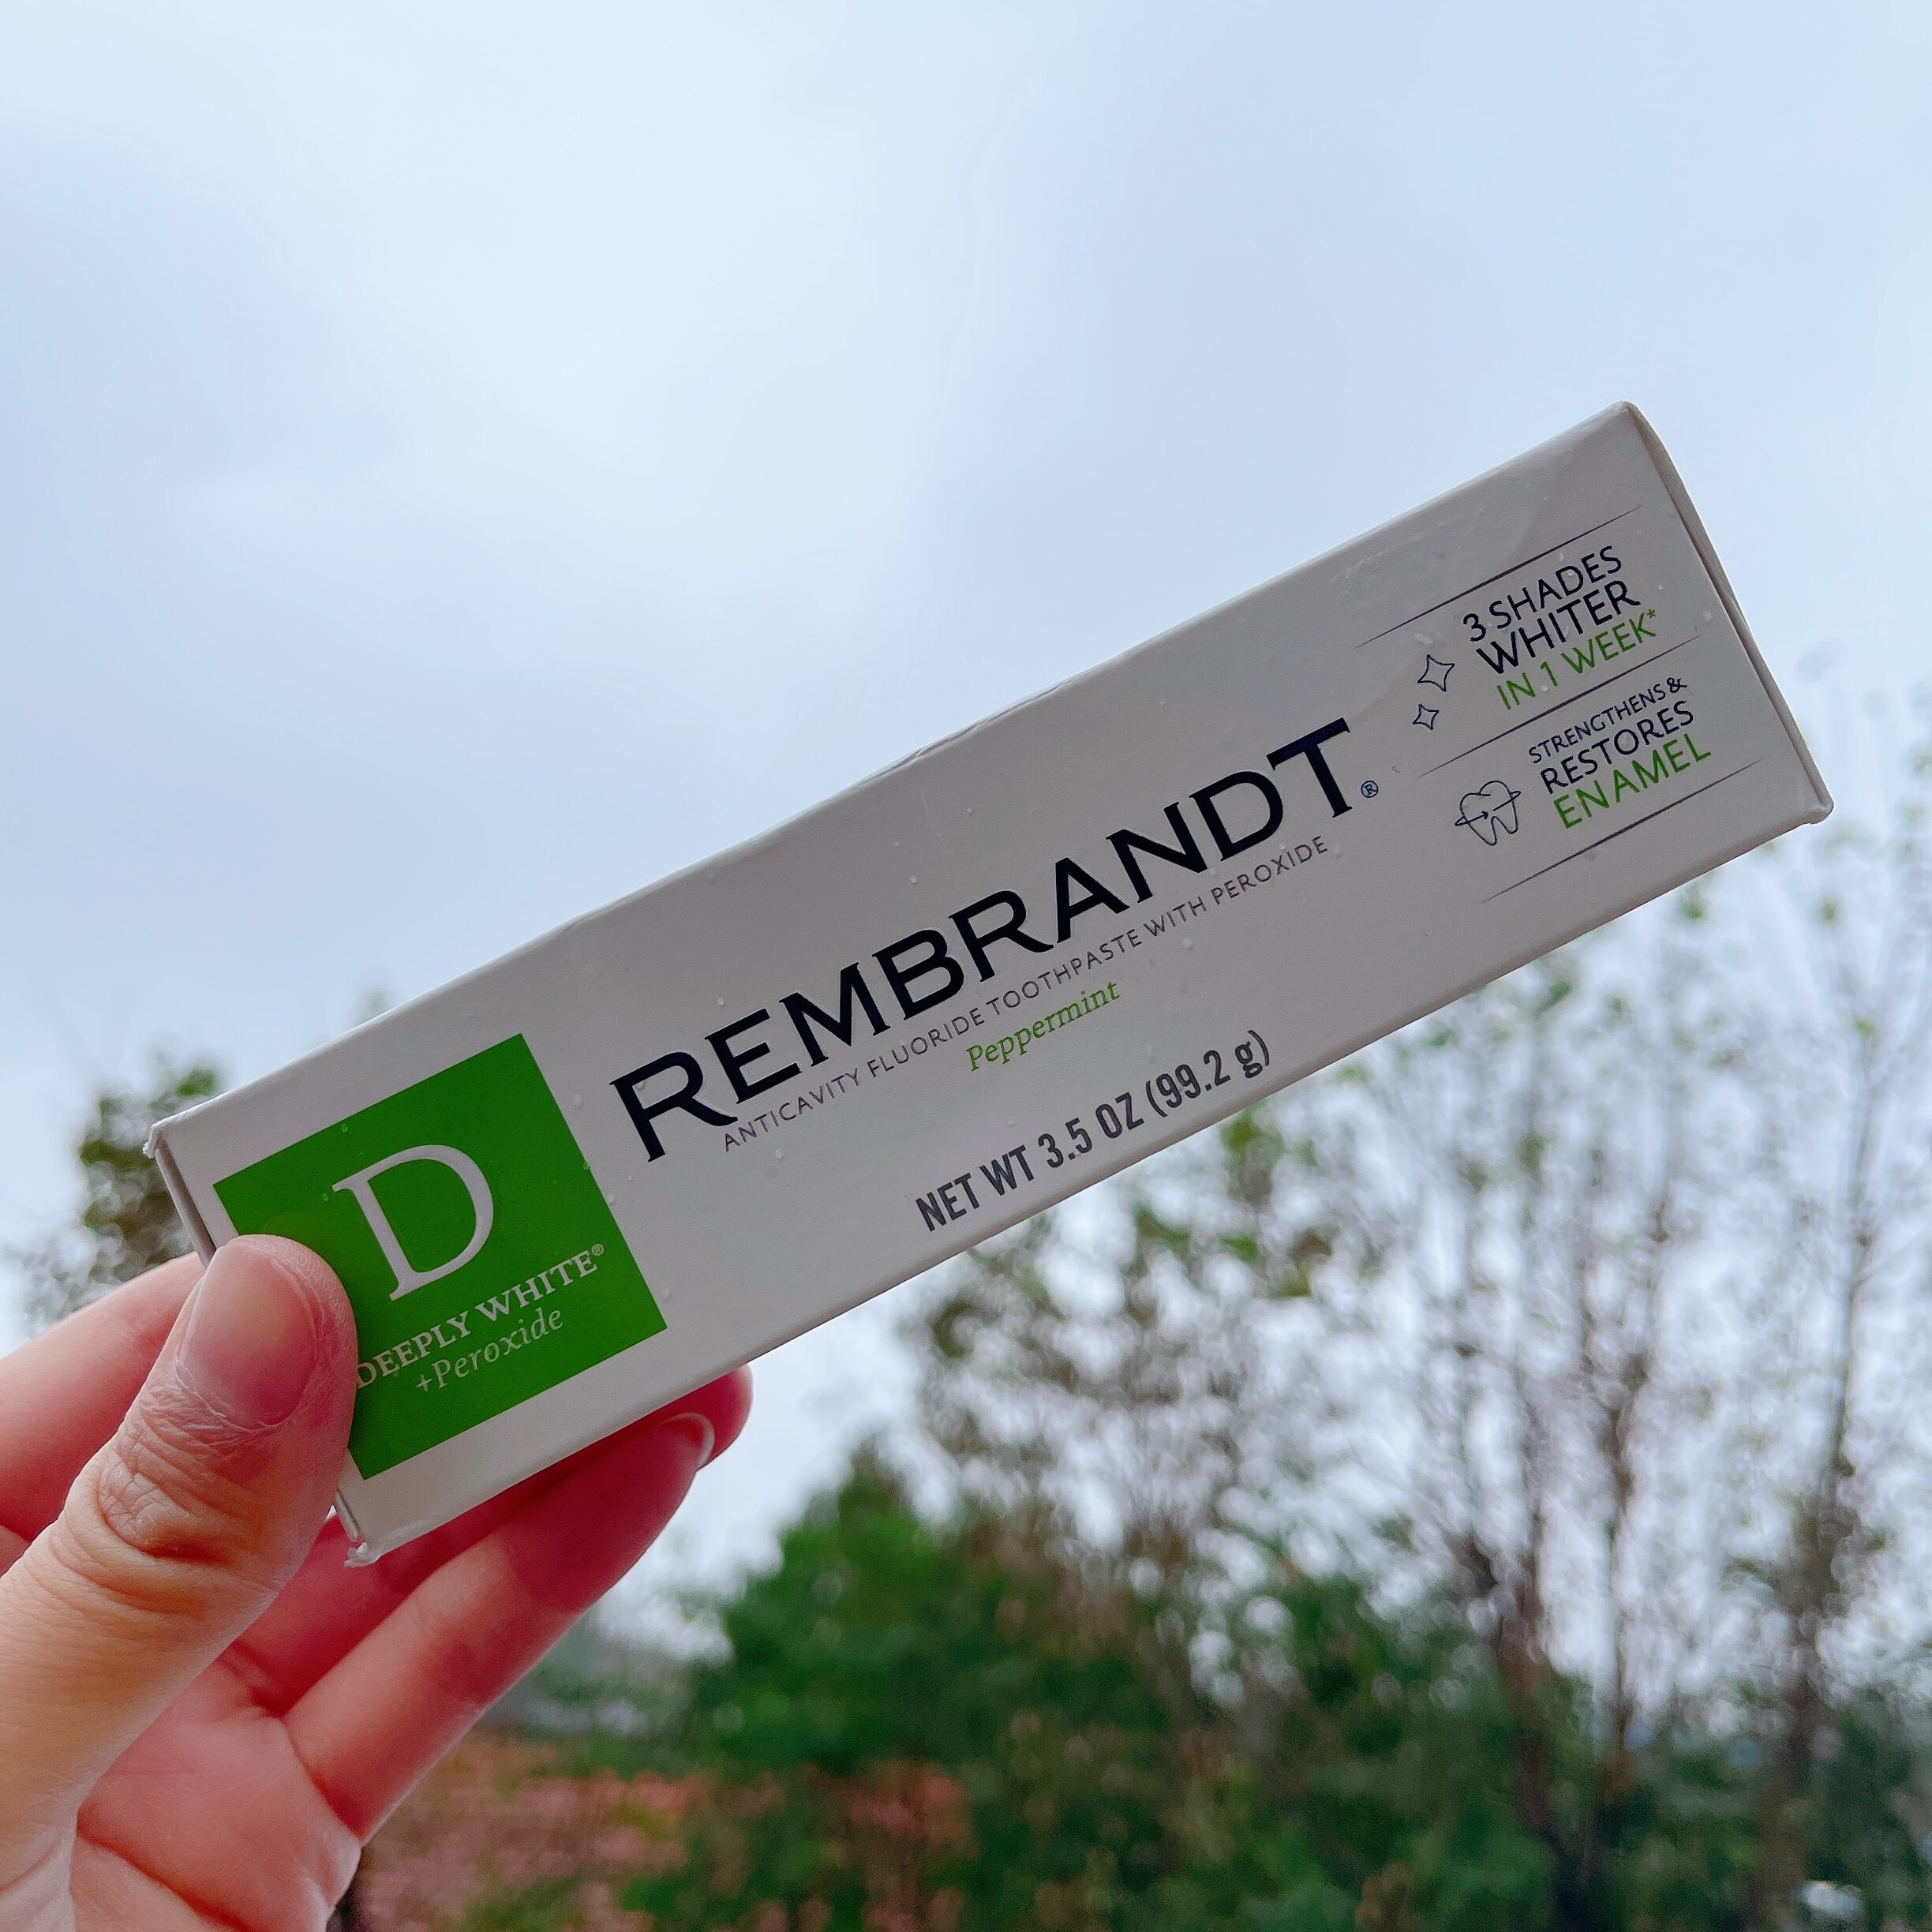 D
DEEPLY WHITE®
+Peroxide
REMBRANDT®
ANTICAVITY FLUORIDE TOOTHPASTE WITH PEROXIDE
Peppermint
NET WT 3.5 OZ (99.2 g)
3 SHADES
WHITER
IN 1 WEEK*
STRENGTHENS &
RESTORES
ENAMEL